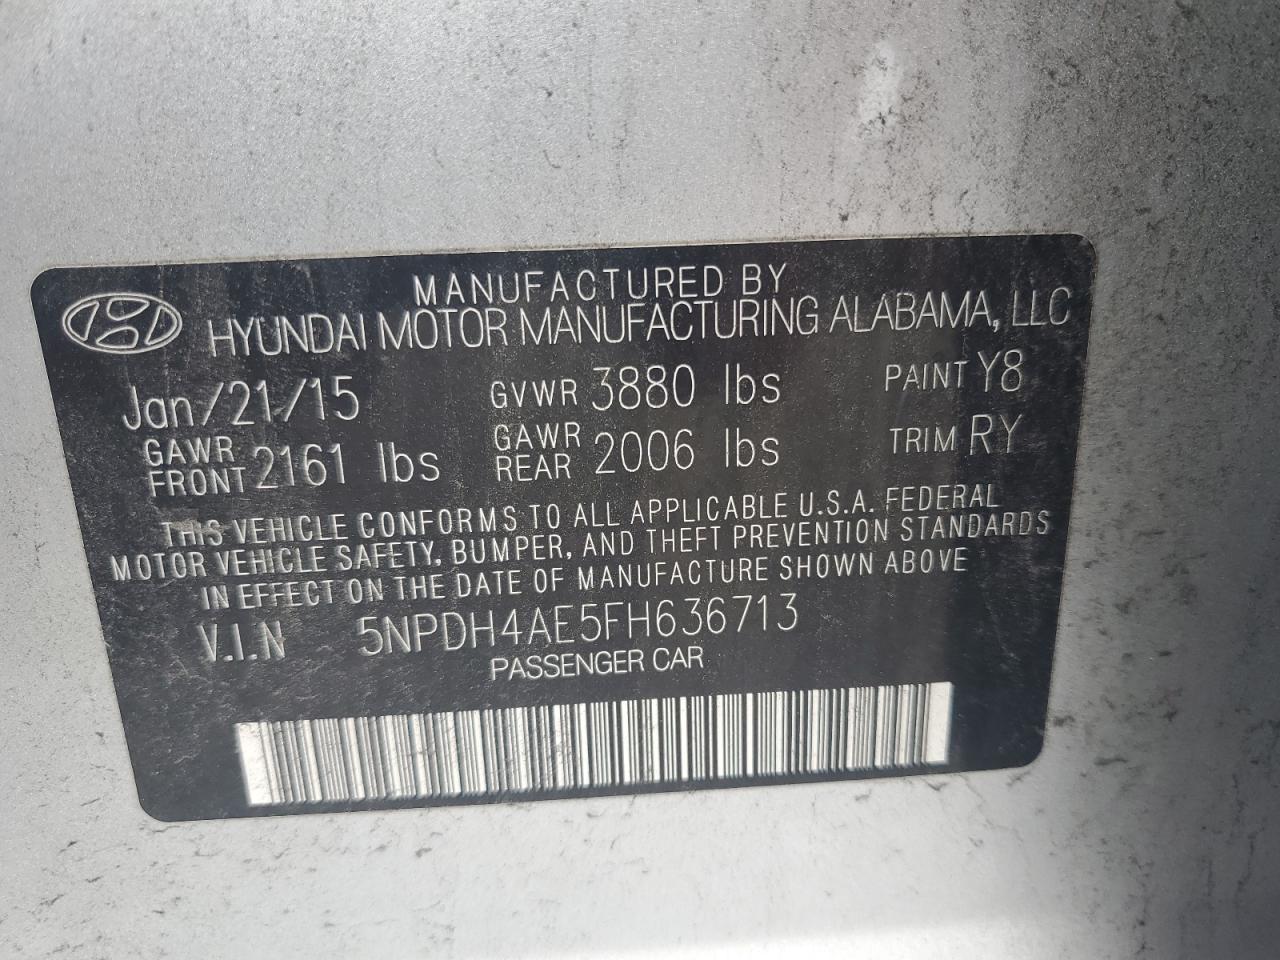 MANUFACTURED BY
HYUNDAI MOTOR MANUFACTURING ALABAMA, LLC
Jan/21/15 GVWR 3880 lbs PAINT Y8
GAWR FRONT 2161 lbs GAWR REAR 2006 lbs TRIM RY
THIS VEHICLE CONFORMS TO ALL APPLICABLE U.S.A. FEDERAL
MOTOR VEHICLE SAFETY, BUMPER, AND THEFT PREVENTION STANDARDS
IN EFFECT ON THE DATE OF MANUFACTURE SHOWN ABOVE
V.I.N 5NPDH4AE5FH636713
PASSENGER CAR